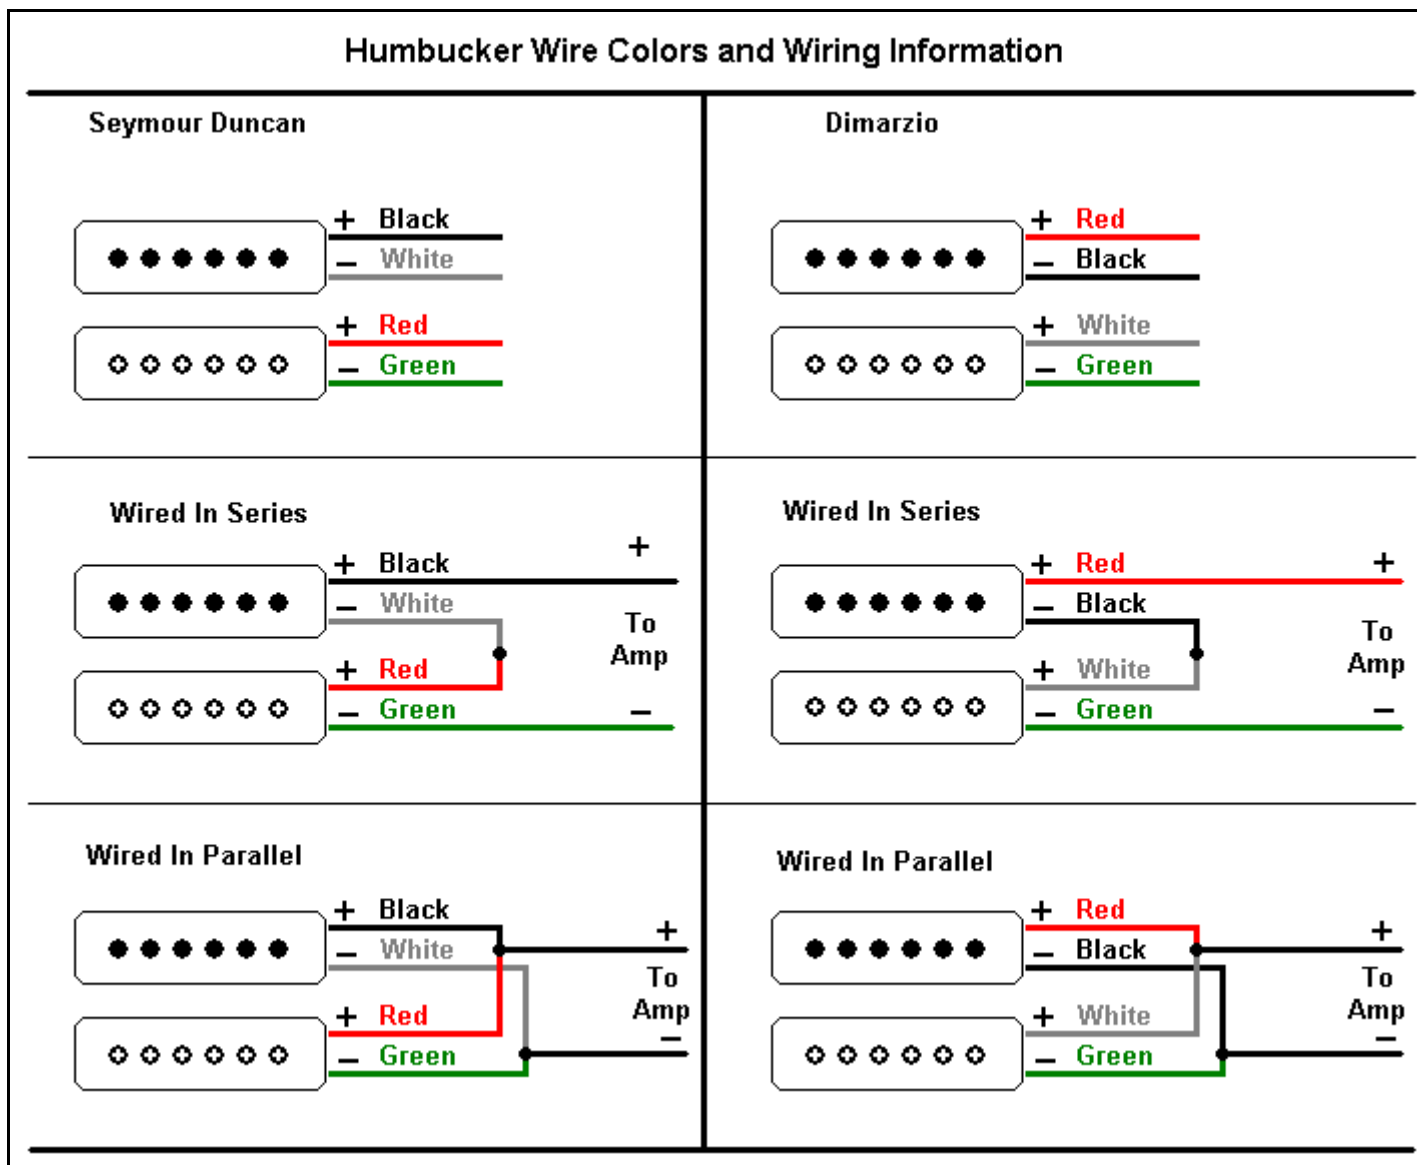 Humbucker Wire Colors and Wiring Information
Seymour Duncan
+ Black
− White
+ Red
− Green
Dimarzio
+ Red
− Black
+ White
− Green
Wired In Series
+ Black
− White
+ Red
− Green
+
To
Amp
−
Wired In Series
+ Red
− Black
+ White
− Green
+
To
Amp
−
Wired In Parallel
+ Black
− White
+ Red
− Green
+
To
Amp
−
Wired In Parallel
+ Red
− Black
+ White
− Green
+
To
Amp
−